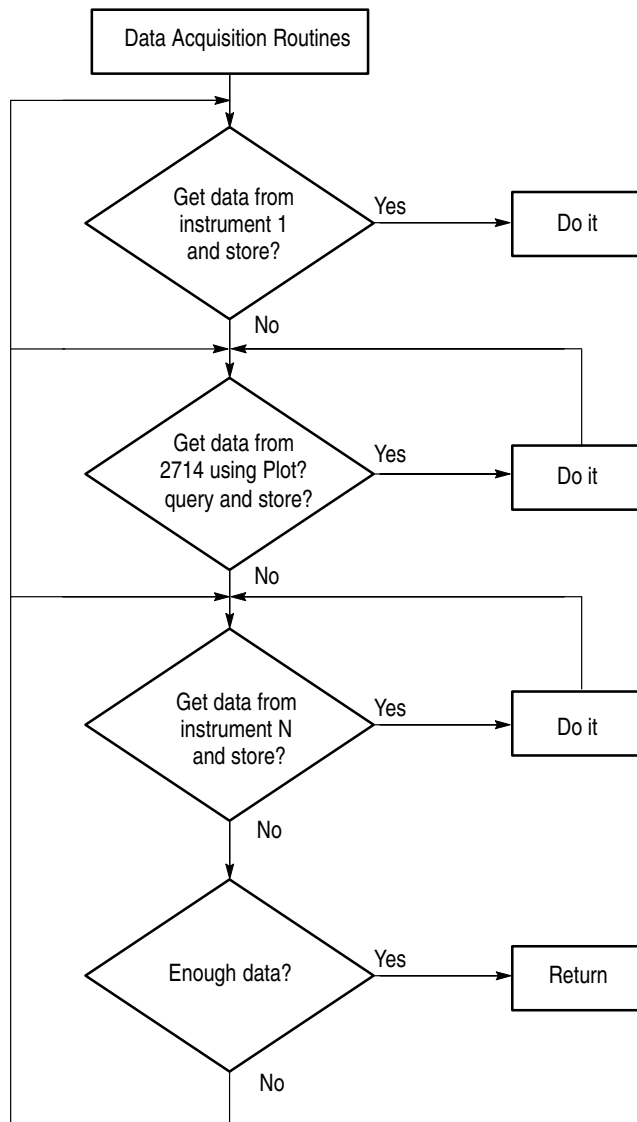 Data Acquisition Routines
Get data from
instrument 1
and store?
Yes
Do it
No
Get data from
2714 using Plot?
query and store?
Yes
Do it
No
Get data from
instrument N
and store?
Yes
Do it
No
Enough data?
Yes
Return
No